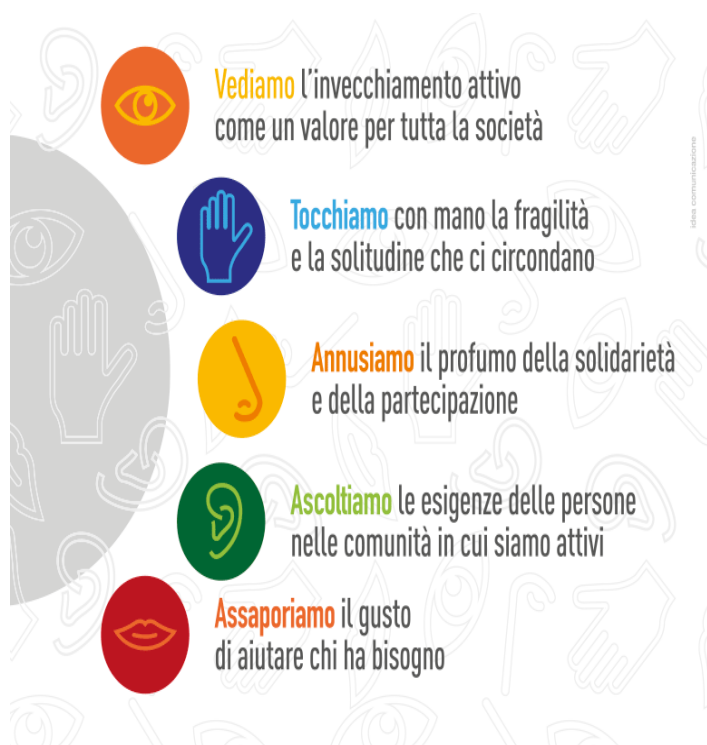 Vediamo l'invecchiamento attivo
come un valore per tutta la società
idea comunicazione
Tocchiamo con mano la fragilità
e la solitudine che ci circondano
Annusiamo il profumo della solidarietà
e della partecipazione
Ascoltiamo le esigenze delle persone
nelle comunità in cui siamo attivi
Assaporiamo il gusto
di aiutare chi ha bisogno